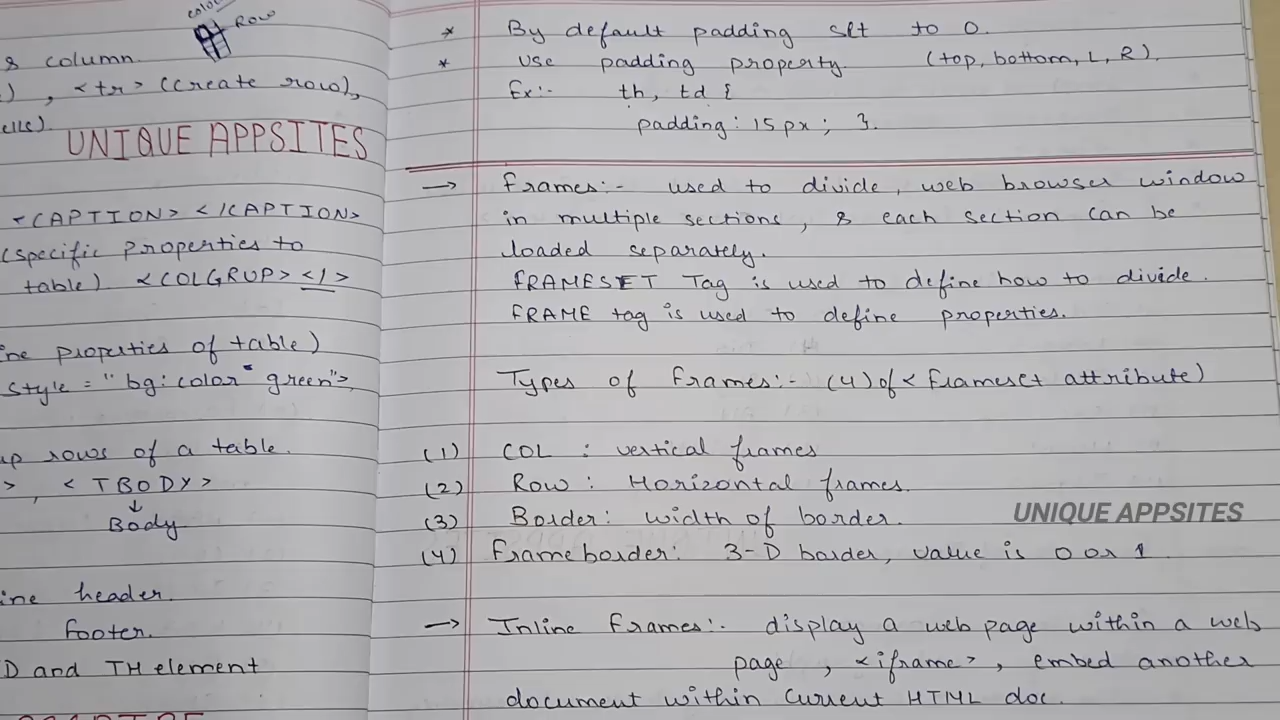 Row
& column.
), <tr> (create row),
ells).
UNIQUE APPSITES
<CAPTION> </CAPTION>
(specific properties to
table) <COLGRUP> </>
ine properties of table)
style = "bg:color" green">
up rows of a table.
>, <TBODY>
↓
Body
ine header.
footer.
D and TH element
* By default padding set to 0.
* use padding property. (top, bottom, L, R).
Ex:- th, td {
padding: 15px; }.
→ Frames:- used to divide, web browser window
in multiple sections, & each section can be
loaded separately.
FRAMESET Tag is used to define how to divide.
FRAME tag is used to define properties.
Types of Frames:- (4) of < Frameset attribute)
(1) COL : vertical frames
(2) Row: Horizontal frames.
(3) Border: width of border.
UNIQUE APPSITES
(4) Frameborder: 3-D border, value is 0 or 1
→ Inline Frames:- display a web page within a web
page, <iframe>, embed another
document within current HTML doc.